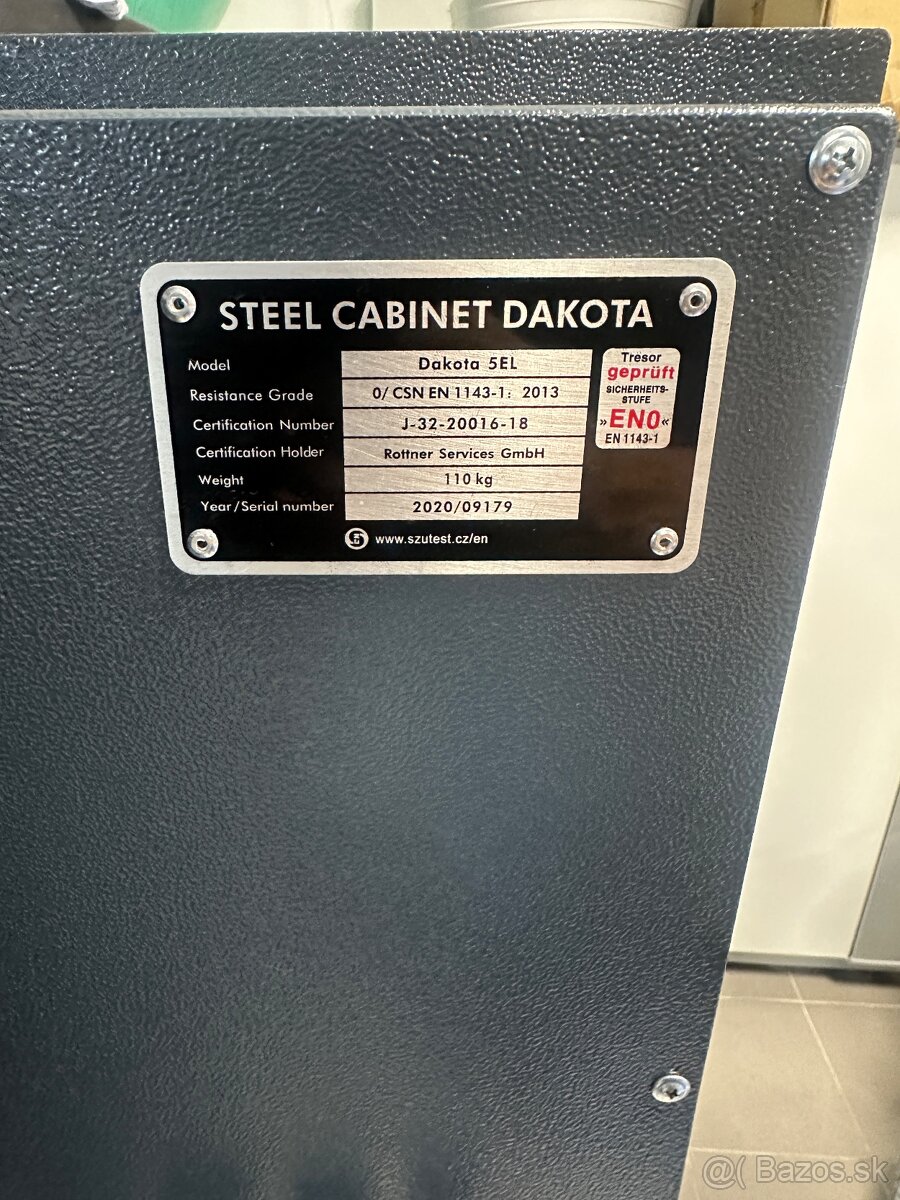 STEEL CABINET DAKOTA
Model Dakota 5EL
Resistance Grade 0/ CSN EN 1143-1: 2013
Certification Number J-32-20016-18
Certification Holder Rottner Services GmbH
Weight 110 kg
Year/Serial number 2020/09179
Tresor
geprüft
SICHERHEITS-
STUFE
»EN0«
EN 1143-1
www.szutest.cz/en
@( Bazos.sk